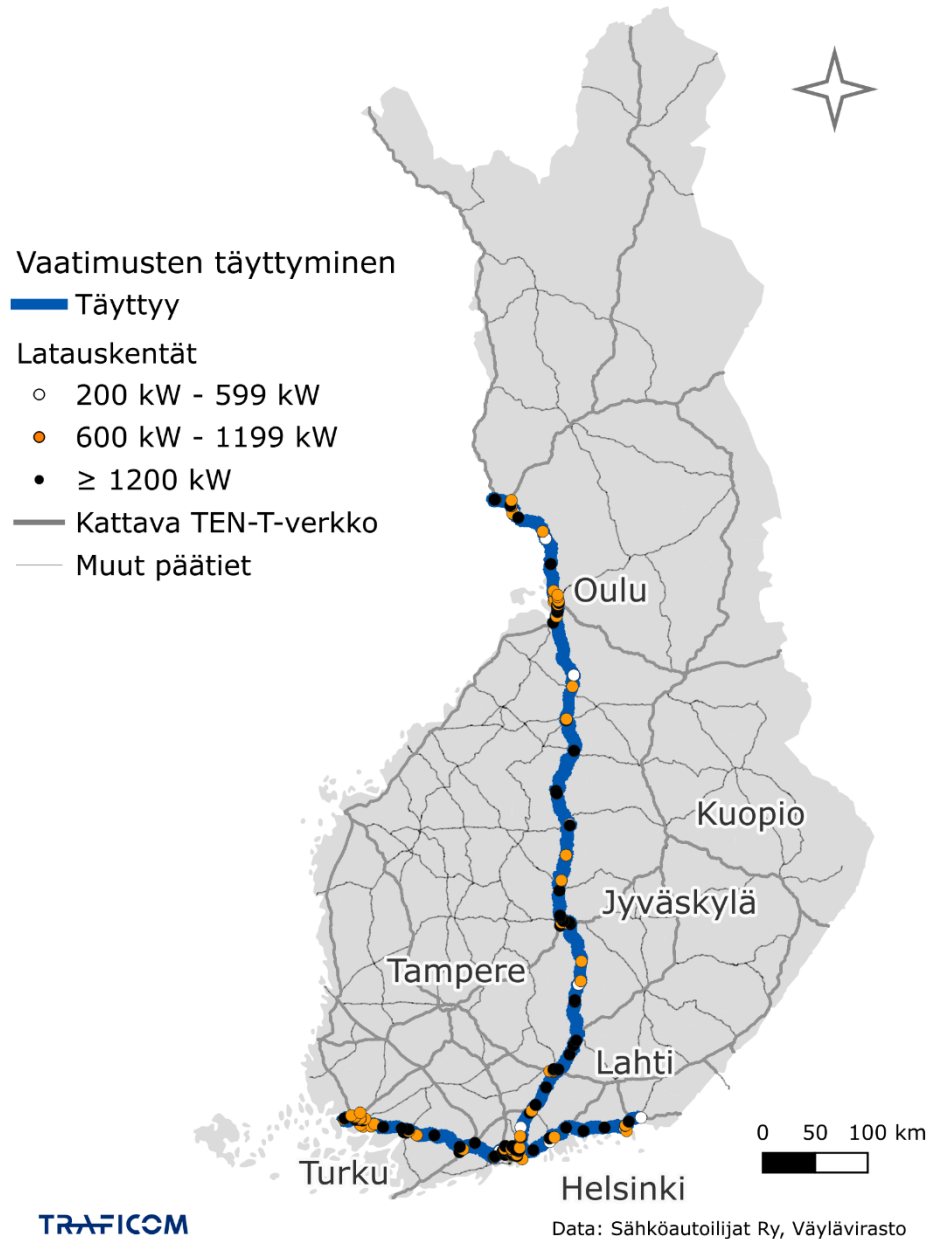 Vaatimusten täyttyminen
Täyttyy
Latauskentät
200 kW - 599 kW
600 kW - 1199 kW
≥ 1200 kW
Kattava TEN-T-verkko
Muut päätiet
Oulu
Kuopio
Jyväskylä
Tampere
Lahti
Turku
Helsinki
0 50 100 km
TRAFICOM
Data: Sähköautoilijat Ry, Väylävirasto